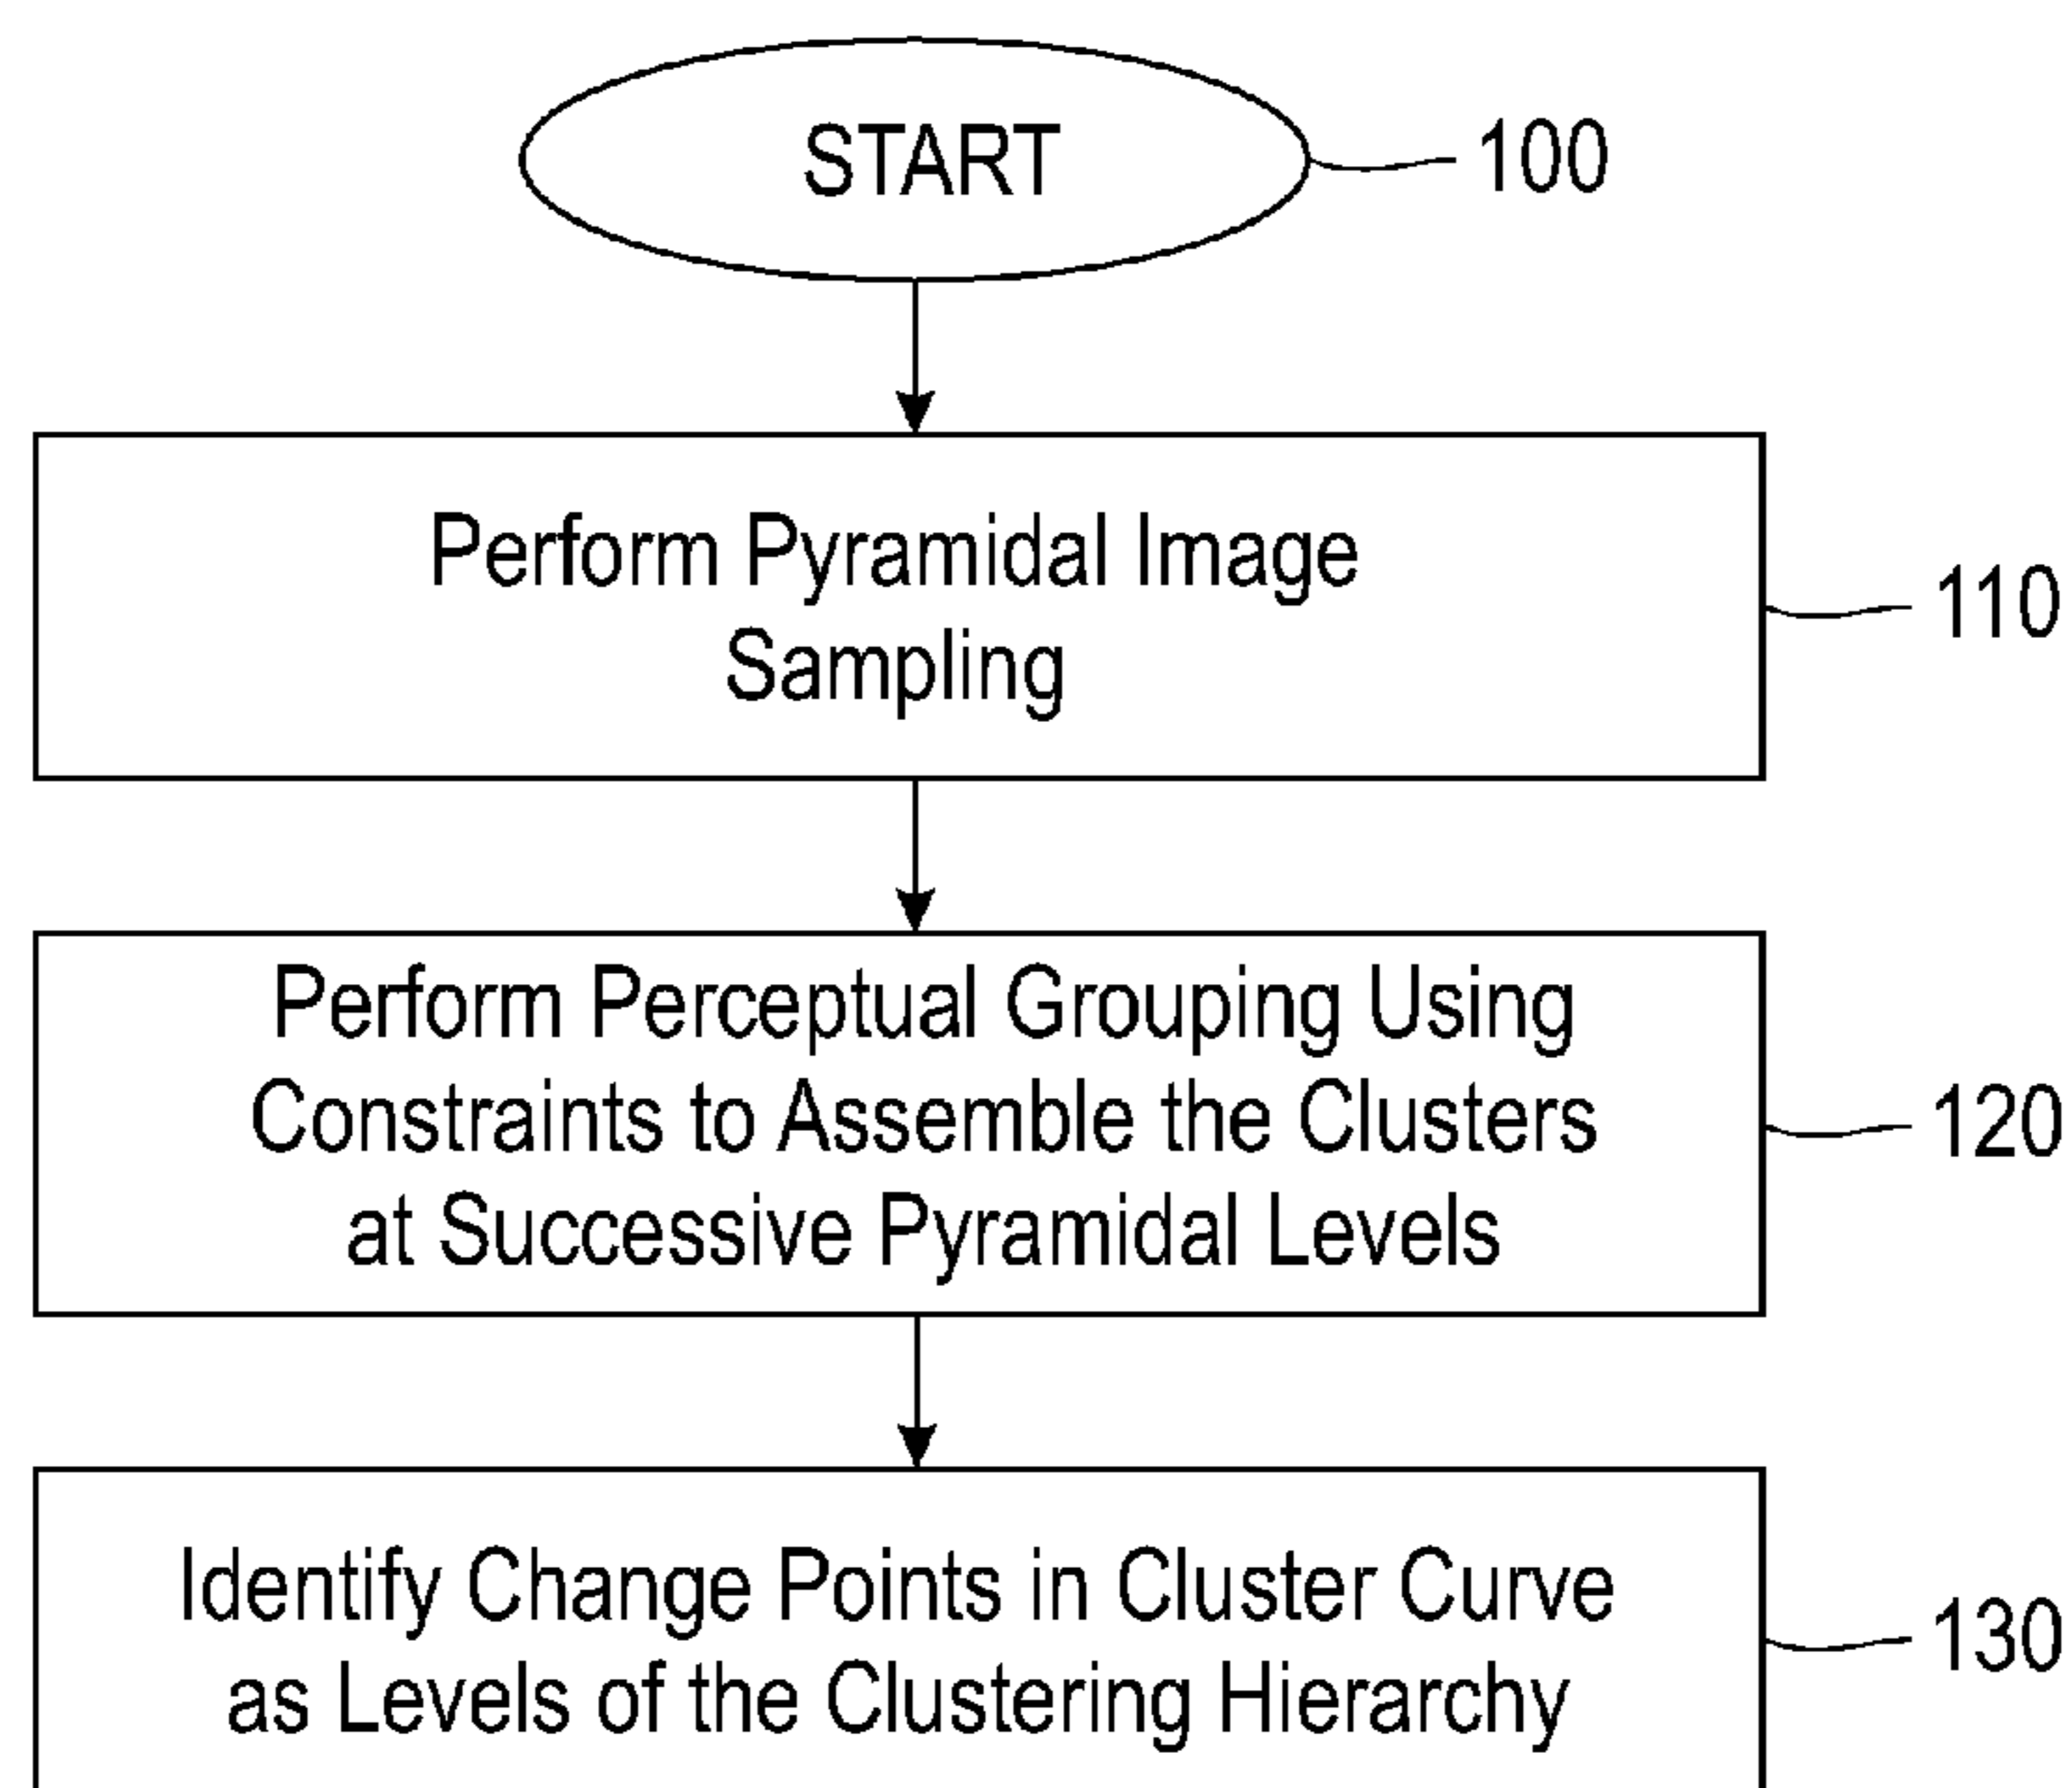 START
100
Perform Pyramidal Image
Sampling
110
Perform Perceptual Grouping Using
Constraints to Assemble the Clusters
at Successive Pyramidal Levels
120
Identify Change Points in Cluster Curve
as Levels of the Clustering Hierarchy
130